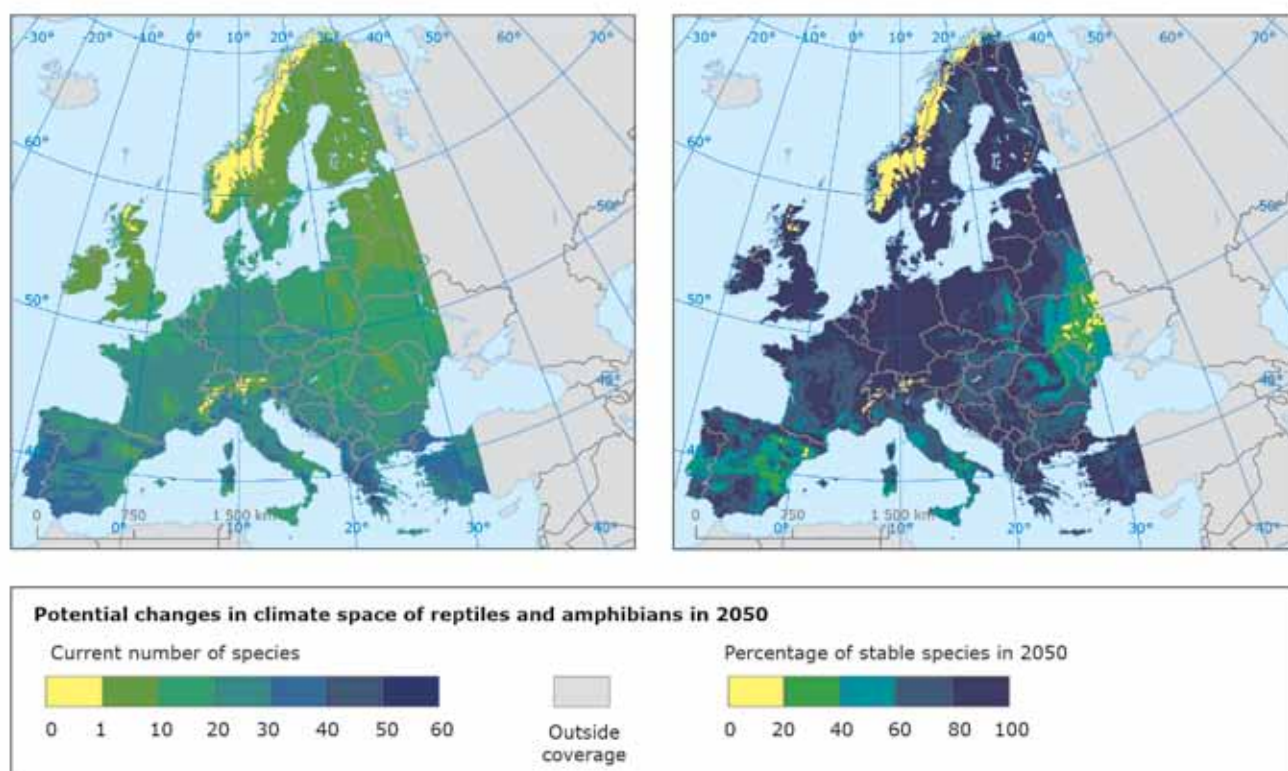 -30° -20° -10° 0° 10° 20° 30° 40° 50° 70°
60°
50°
50°
40°
40°
0 750 1 500 km
0° 10° 20° 30° 40°
-30° -20° -10° 0° 10° 20° 30° 40° 50° 70°
60°
50°
50°
40°
40°
0 750 1 500 km
0° 10° 20° 30° 40°
Potential changes in climate space of reptiles and amphibians in 2050
Current number of species
0 1 10 20 30 40 50 60
Outside
coverage
Percentage of stable species in 2050
0 20 40 60 80 100